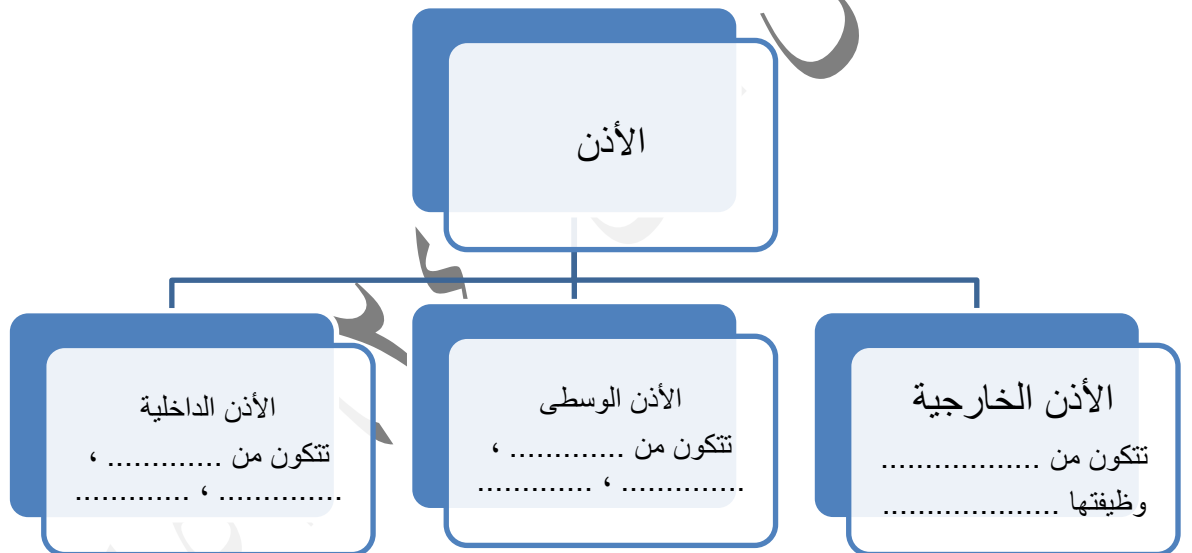 الأذن
الأذن الخارجية
تتكون من ..................
وظيفتها ....................
الأذن الوسطى
تتكون من ............. ،
.............. ، .............
الأذن الداخلية
تتكون من ............. ،
.............. ، .............